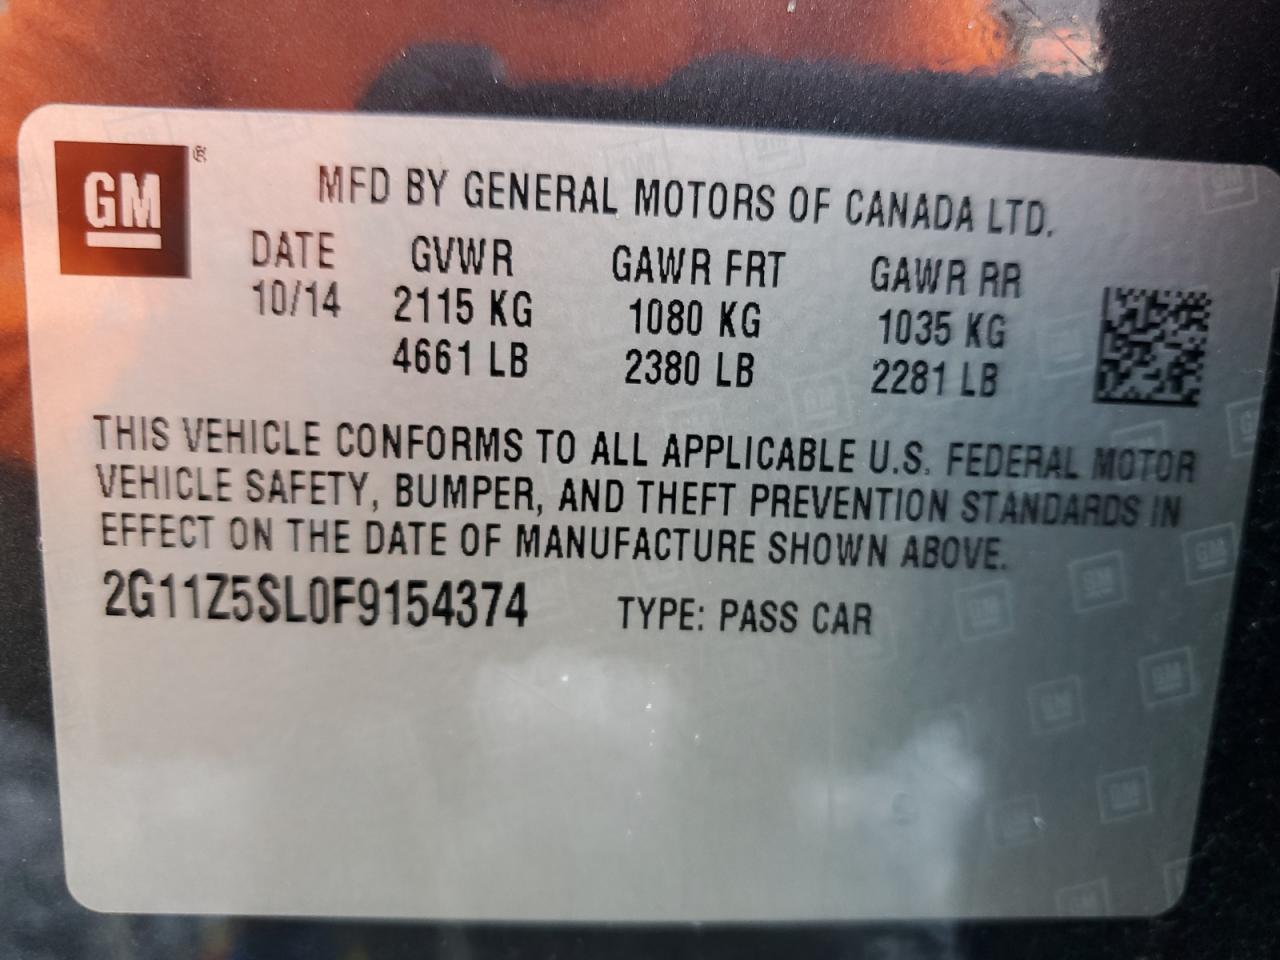 GM ®
MFD BY GENERAL MOTORS OF CANADA LTD.
DATE GVWR GAWR FRT GAWR RR
10/14 2115 KG 1080 KG 1035 KG
4661 LB 2380 LB 2281 LB
THIS VEHICLE CONFORMS TO ALL APPLICABLE U.S. FEDERAL MOTOR
VEHICLE SAFETY, BUMPER, AND THEFT PREVENTION STANDARDS IN
EFFECT ON THE DATE OF MANUFACTURE SHOWN ABOVE.
2G11Z5SL0F9154374 TYPE: PASS CAR